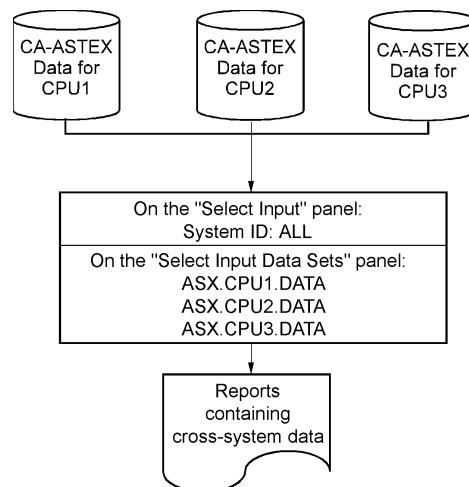 CA-ASTEX
Data for
CPU1
CA-ASTEX
Data for
CPU2
CA-ASTEX
Data for
CPU3
On the "Select Input" panel:
System ID: ALL
On the "Select Input Data Sets" panel:
ASX.CPU1.DATA
ASX.CPU2.DATA
ASX.CPU3.DATA
Reports
containing
cross-system data